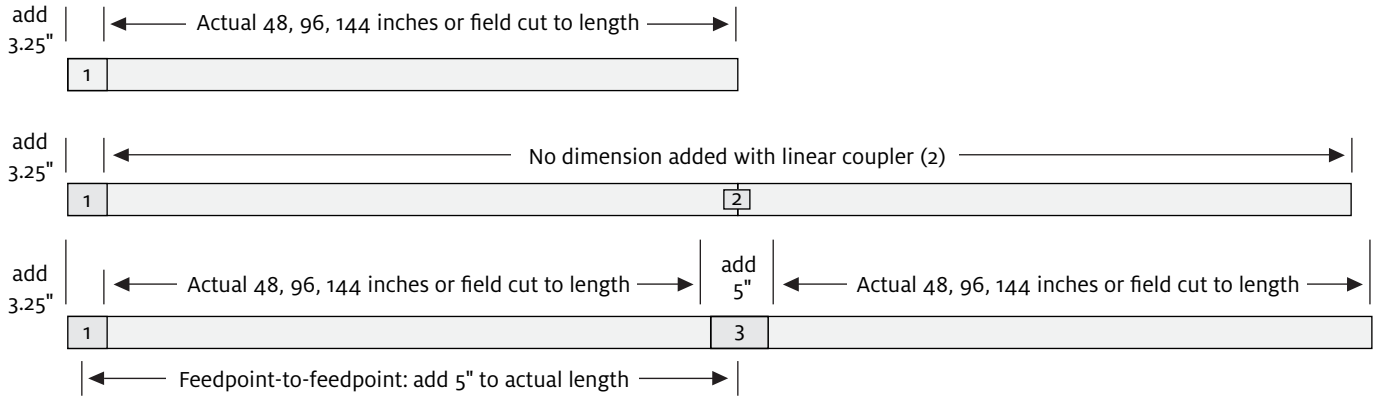 add
3.25"
Actual 48, 96, 144 inches or field cut to length
1
add
3.25"
No dimension added with linear coupler (2)
1
2
add
3.25"
Actual 48, 96, 144 inches or field cut to length
add
5"
Actual 48, 96, 144 inches or field cut to length
1
3
Feedpoint-to-feedpoint: add 5" to actual length